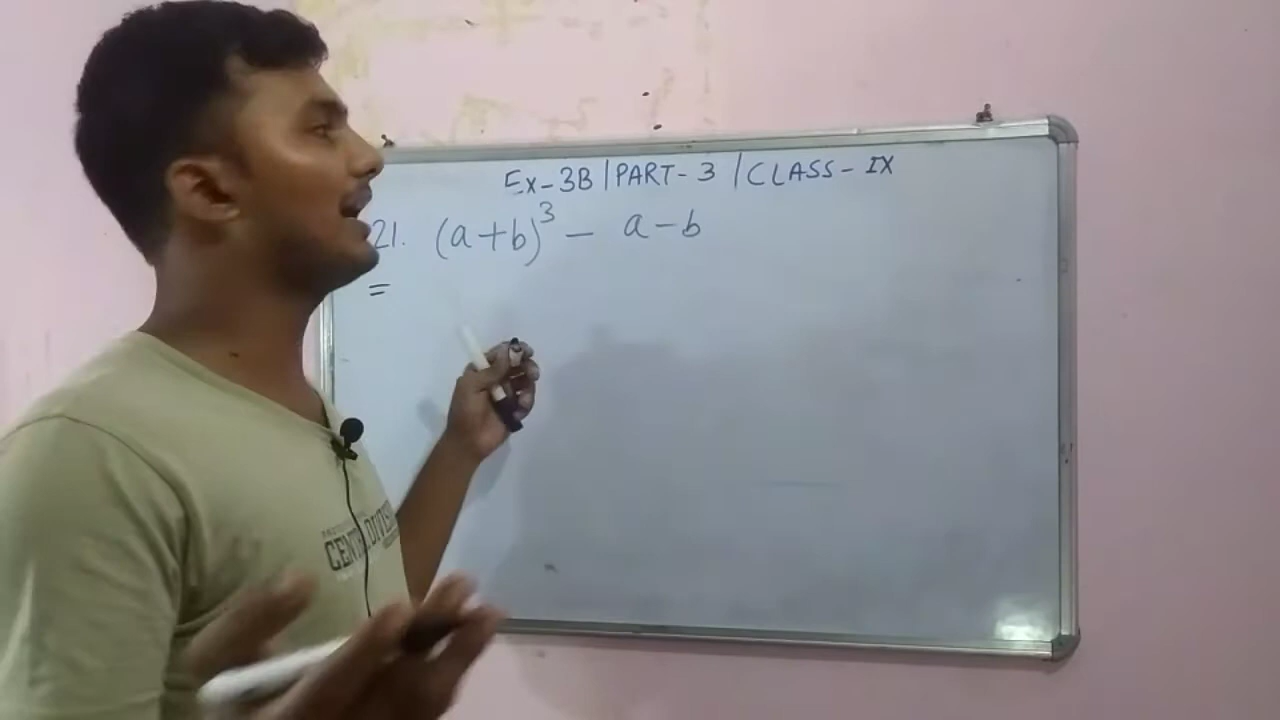 Ex-3B | PART-3 | CLASS-IX
21. (a+b)³ - a-b
=